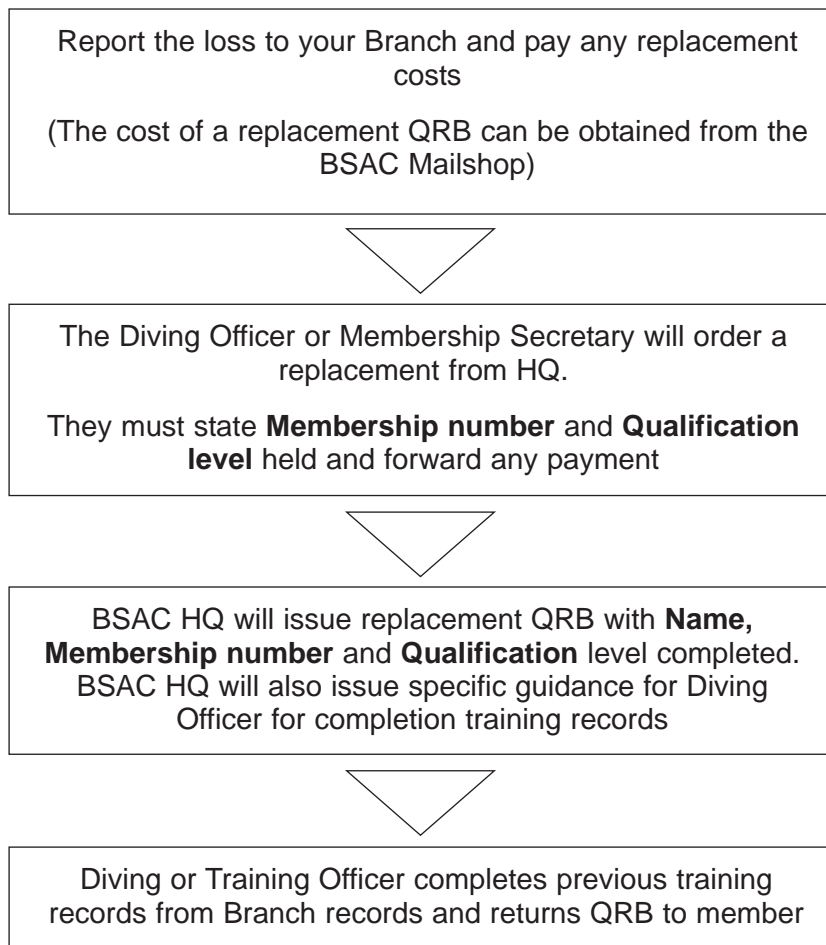 Report the loss to your Branch and pay any replacement
costs
(The cost of a replacement QRB can be obtained from the
BSAC Mailshop)
The Diving Officer or Membership Secretary will order a
replacement from HQ.
They must state Membership number and Qualification
level held and forward any payment
BSAC HQ will issue replacement QRB with Name,
Membership number and Qualification level completed.
BSAC HQ will also issue specific guidance for Diving
Officer for completion training records
Diving or Training Officer completes previous training
records from Branch records and returns QRB to member